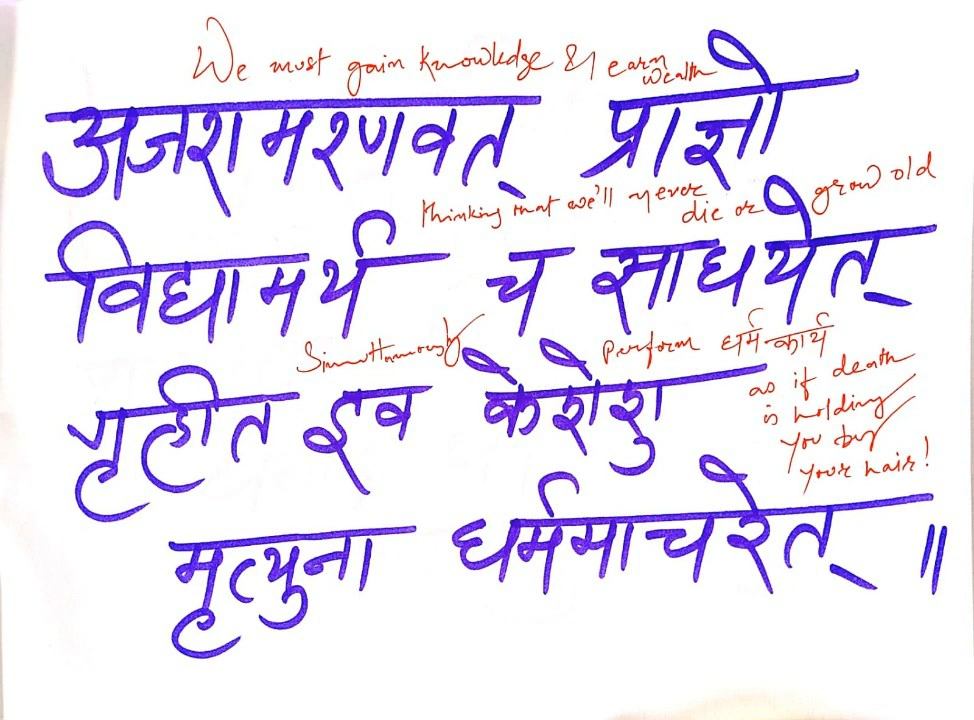 We must gain knowledge & earn
wealth
अजरामरणवत् प्राज्ञो
thinking that we'll never
die or grow old
विद्यामर्थं च साधयेत्
Simultaneously perform धर्म-कार्य
गृहीत इव केशेशु
as if death
is holding
you by
your hair!
मृत्युना धर्ममाचरेत् ॥